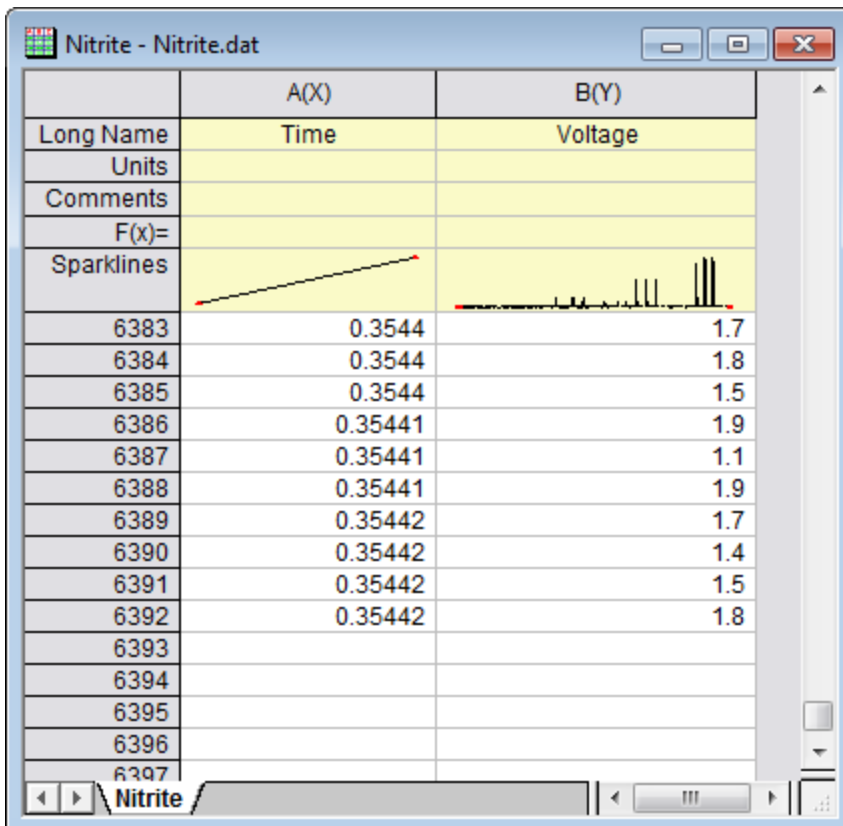 Nitrite - Nitrite.dat
A(X) B(Y)
Long Name Time Voltage
Units
Comments
F(x)=
Sparklines
6383 0.3544 1.7
6384 0.3544 1.8
6385 0.3544 1.5
6386 0.35441 1.9
6387 0.35441 1.1
6388 0.35441 1.9
6389 0.35442 1.7
6390 0.35442 1.4
6391 0.35442 1.5
6392 0.35442 1.8
6393
6394
6395
6396
6397
Nitrite